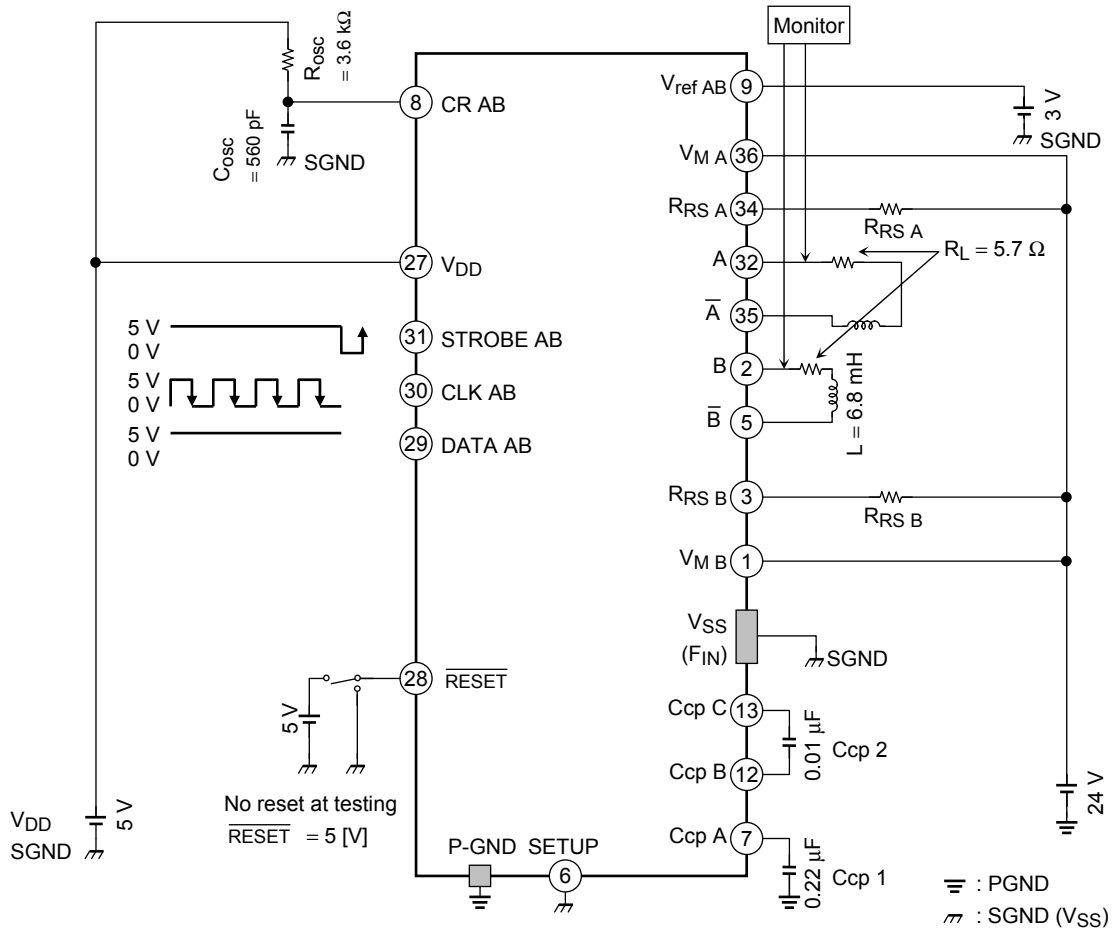 Monitor
Rosc
= 3.6 kΩ
Cosc
= 560 pF
SGND
8 CR AB
Vref AB 9
3 V
SGND
VM A 36
RRS A 34
RRS A
A 32
RL = 5.7 Ω
A̅ 35
B 2
L = 6.8 mH
B̅ 5
27 VDD
5 V
0 V
31 STROBE AB
5 V
0 V
30 CLK AB
5 V
0 V
29 DATA AB
RRS B 3
RRS B
VM B 1
VSS
(FIN)
SGND
28 R̅E̅S̅E̅T̅
5 V
No reset at testing
R̅E̅S̅E̅T̅ = 5 [V]
Ccp C 13
0.01 μF
Ccp 2
Ccp B 12
Ccp A 7
0.22 μF
Ccp 1
24 V
VDD
SGND
5 V
P-GND SETUP
6
: PGND
: SGND (VSS)